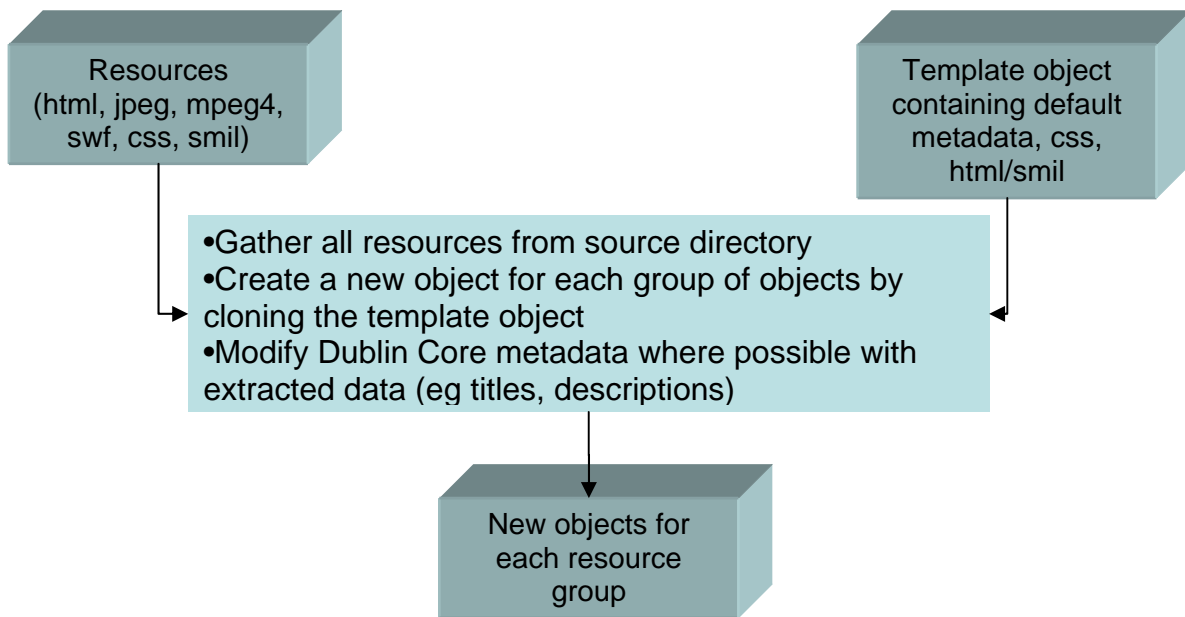 Resources
(html, jpeg, mpeg4,
swf, css, smil)
Template object
containing default
metadata, css,
html/smil
•Gather all resources from source directory
•Create a new object for each group of objects by
cloning the template object
•Modify Dublin Core metadata where possible with
extracted data (eg titles, descriptions)
New objects for
each resource
group